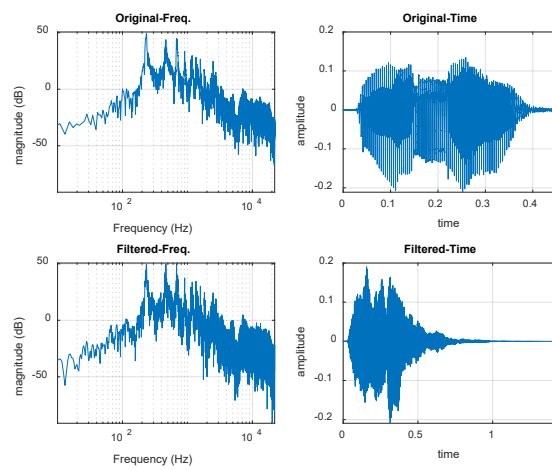 Original-Freq.
50
0
-50
magnitude (dB)
10 2
10 4
Frequency (Hz)
Original-Time
0.2
0.1
0
-0.1
-0.2
amplitude
0 0.1 0.2 0.3 0.4
time
Filtered-Freq.
50
0
-50
magnitude (dB)
10 2
10 4
Frequency (Hz)
Filtered-Time
0.2
0.1
0
-0.1
-0.2
amplitude
0 0.5 1
time